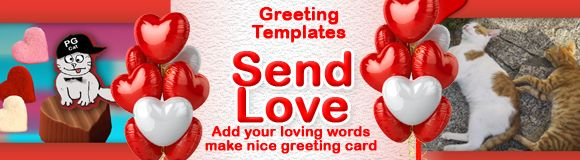 PG
Cat
Greeting
Templates
Send
Love
Add your loving words
make nice greeting card